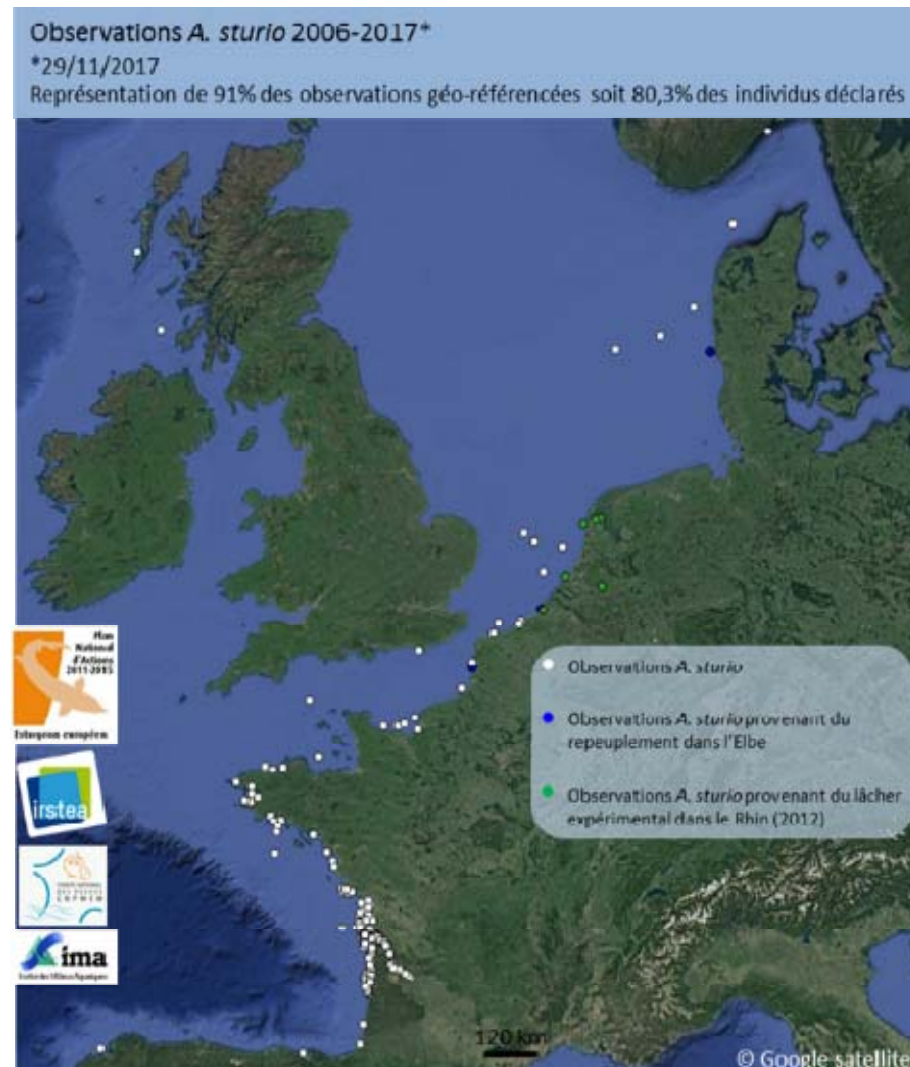 Observations A. sturio 2006-2017*
*29/11/2017
Représentation de 91% des observations géo-référencées soit 80,3% des individus déclarés
Plan
National
d'Actions
2011-2015
Esturgeon européen
irstea
ima
Observations A. sturio
Observations A. sturio provenant du
repeuplement dans l'Elbe
Observations A. sturio provenant du lâcher
expérimental dans le Rhin (2012)
120 km
© Google satellite